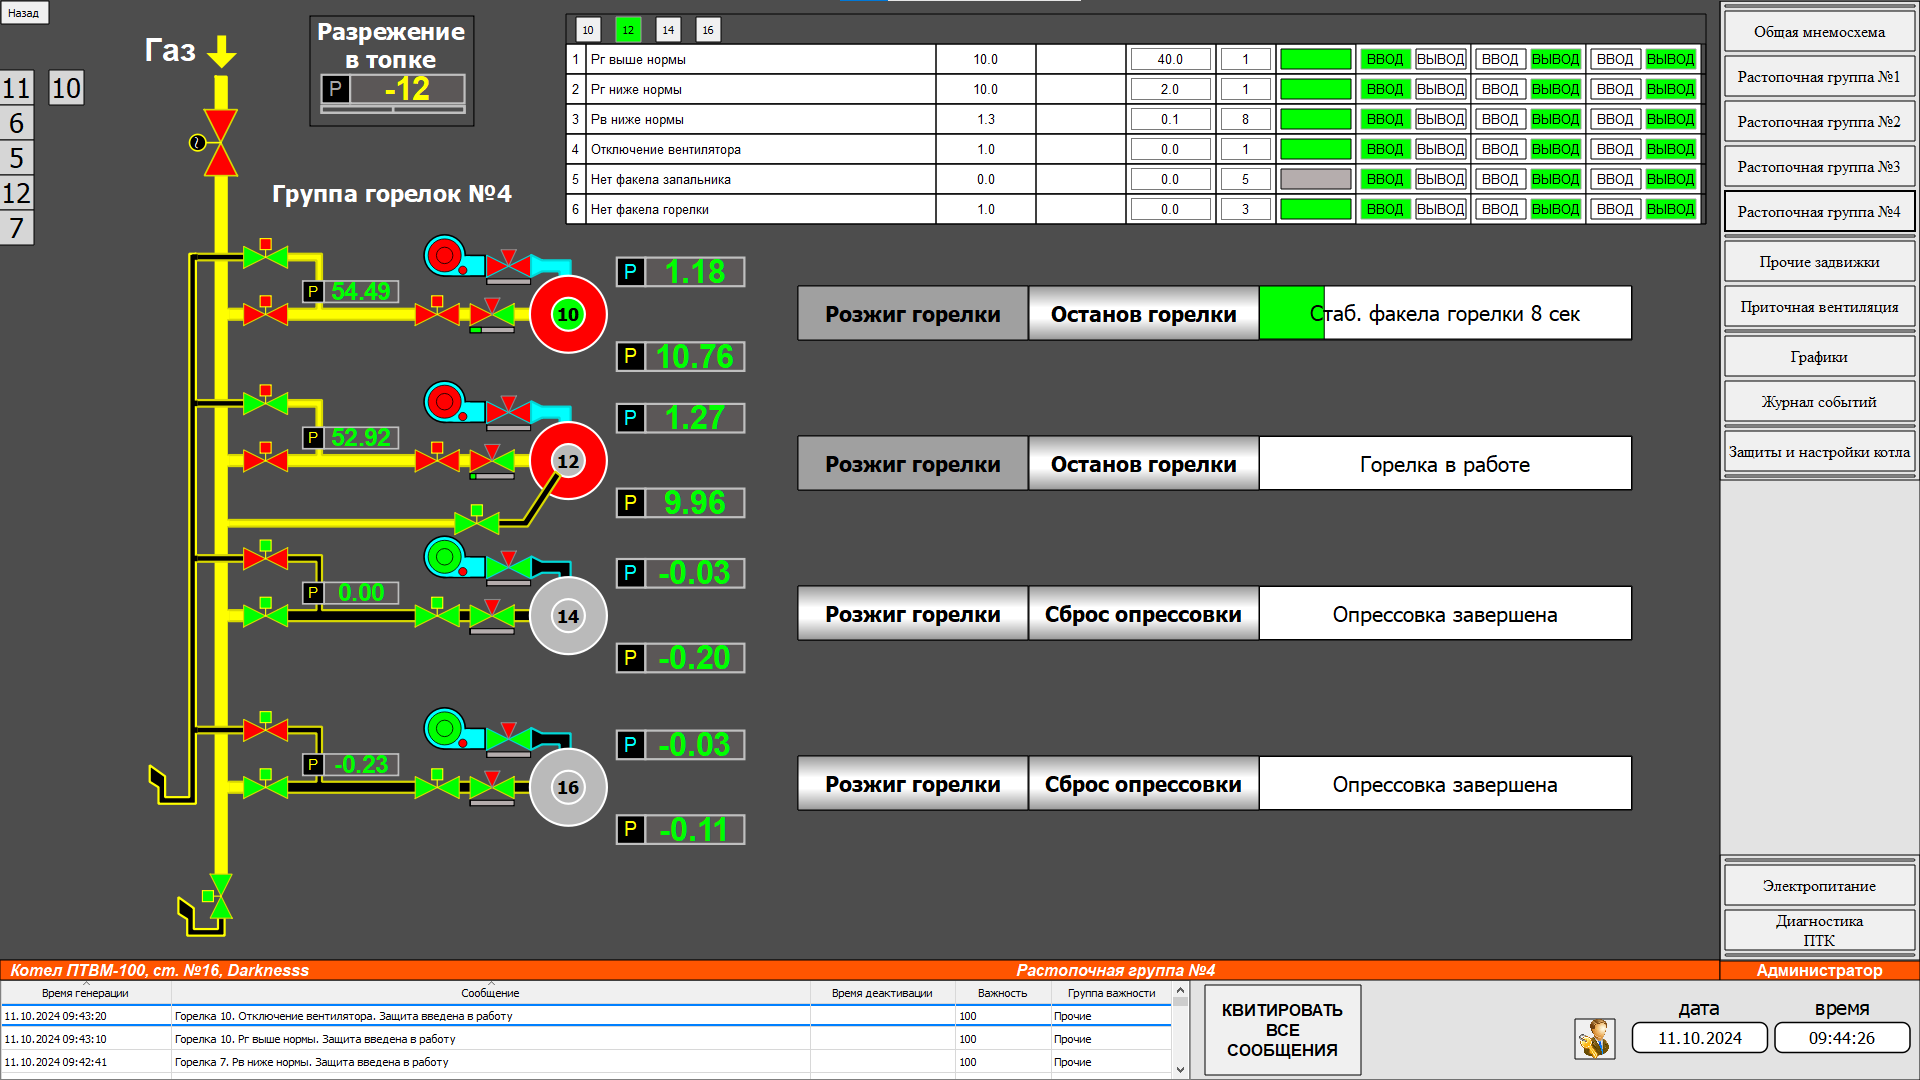 Назад
Газ
Разрежение
в топке
P -12
11 10
6
5
12
7
Группа горелок №4
10 12 14 16
1 Рг выше нормы 10.0 40.0 1 ВВОД ВЫВОД ВВОД ВЫВОД ВВОД ВЫВОД
2 Рг ниже нормы 10.0 2.0 1 ВВОД ВЫВОД ВВОД ВЫВОД ВВОД ВЫВОД
3 Рв ниже нормы 1.3 0.1 8 ВВОД ВЫВОД ВВОД ВЫВОД ВВОД ВЫВОД
4 Отключение вентилятора 1.0 0.0 1 ВВОД ВЫВОД ВВОД ВЫВОД ВВОД ВЫВОД
5 Нет факела запальника 0.0 0.0 5 ВВОД ВЫВОД ВВОД ВЫВОД ВВОД ВЫВОД
6 Нет факела горелки 1.0 0.0 3 ВВОД ВЫВОД ВВОД ВЫВОД ВВОД ВЫВОД
P 1.18
P 54.49
10
P 10.76
Розжиг горелки Останов горелки Стаб. факела горелки 8 сек
P 1.27
P 52.92
12
P 9.96
Розжиг горелки Останов горелки Горелка в работе
P -0.03
P 0.00
14
P -0.20
Розжиг горелки Сброс опрессовки Опрессовка завершена
P -0.03
P -0.23
16
P -0.11
Розжиг горелки Сброс опрессовки Опрессовка завершена
Общая мнемосхема
Растопочная группа №1
Растопочная группа №2
Растопочная группа №3
Растопочная группа №4
Прочие задвижки
Приточная вентиляция
Графики
Журнал событий
Защиты и настройки котла
Электропитание
Диагностика
ПТК
Котел ПТВМ-100, ст. №16, Darknesss Растопочная группа №4 Администратор
Время генерации Сообщение Время деактивации Важность Группа важности
11.10.2024 09:43:20 Горелка 10. Отключение вентилятора. Защита введена в работу 100 Прочие
11.10.2024 09:43:10 Горелка 10. Рг выше нормы. Защита введена в работу 100 Прочие
11.10.2024 09:42:41 Горелка 7. Рв ниже нормы. Защита введена в работу 100 Прочие
КВИТИРОВАТЬ
ВСЕ
СООБЩЕНИЯ
дата время
11.10.2024 09:44:26